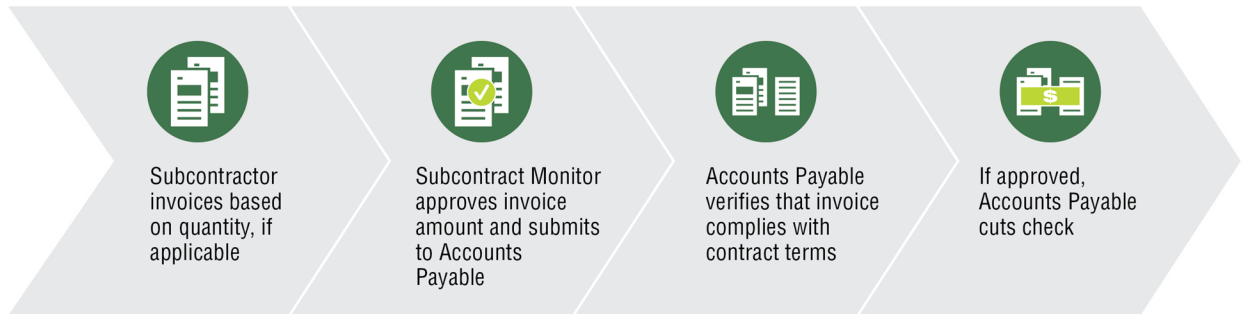 Subcontractor
invoices based
on quantity, if
applicable
Subcontract Monitor
approves invoice
amount and submits
to Accounts
Payable
Accounts Payable
verifies that invoice
complies with
contract terms
$
If approved,
Accounts Payable
cuts check